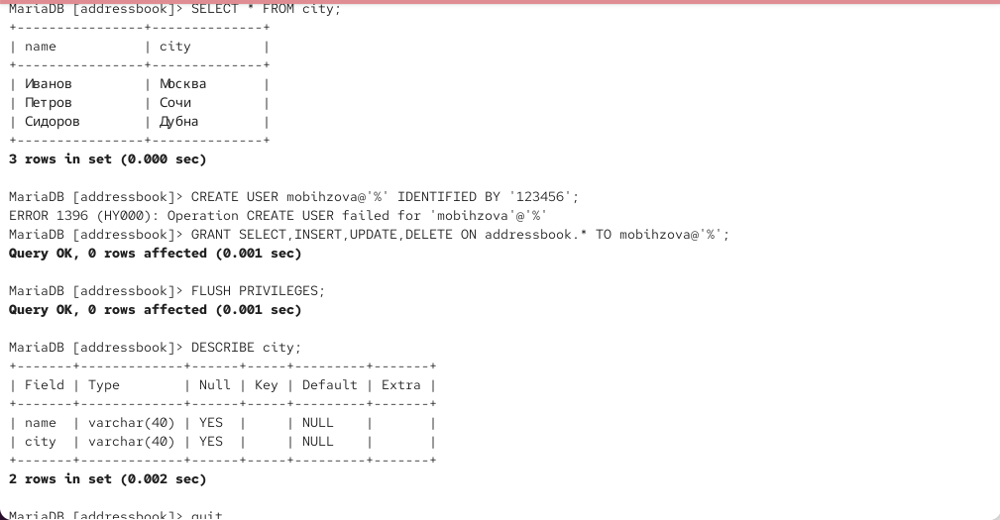 MariaDB [addressbook]> SELECT * FROM city;
+----------------+--------------+
| name           | city         |
+----------------+--------------+
| Иванов         | Москва       |
| Петров         | Сочи         |
| Сидоров        | Дубна        |
+----------------+--------------+
3 rows in set (0.000 sec)

MariaDB [addressbook]> CREATE USER mobihzova@'%' IDENTIFIED BY '123456';
ERROR 1396 (HY000): Operation CREATE USER failed for 'mobihzova'@'%'
MariaDB [addressbook]> GRANT SELECT,INSERT,UPDATE,DELETE ON addressbook.* TO mobihzova@'%';
Query OK, 0 rows affected (0.001 sec)

MariaDB [addressbook]> FLUSH PRIVILEGES;
Query OK, 0 rows affected (0.001 sec)

MariaDB [addressbook]> DESCRIBE city;
+-------+-------------+------+-----+---------+-------+
| Field | Type        | Null | Key | Default | Extra |
+-------+-------------+------+-----+---------+-------+
| name  | varchar(40) | YES  |     | NULL    |       |
| city  | varchar(40) | YES  |     | NULL    |       |
+-------+-------------+------+-----+---------+-------+
2 rows in set (0.002 sec)

MariaDB [addressbook]> quit